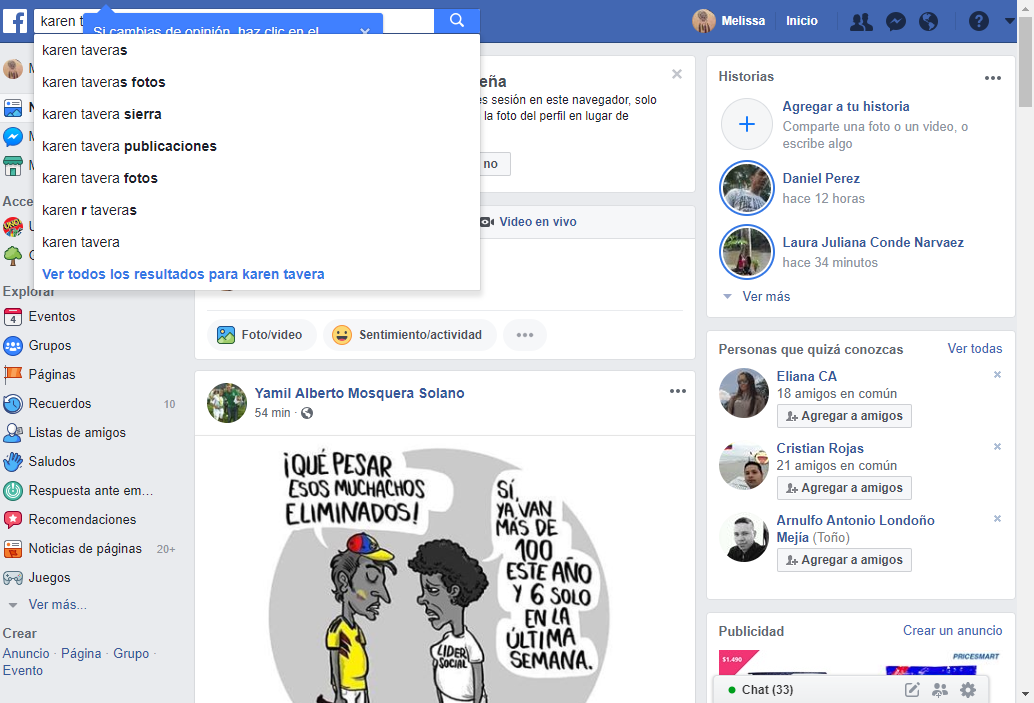 karen t
Si cambias de opinión, haz clic en el
Melissa
Inicio
karen taveras
karen taveras fotos
karen tavera sierra
karen tavera publicaciones
karen tavera fotos
karen r taveras
karen tavera
Ver todos los resultados para karen tavera
Explorar
Eventos
Grupos
Páginas
Recuerdos 10
Listas de amigos
Saludos
Respuesta ante em...
Recomendaciones
Noticias de páginas 20+
Juegos
Ver más...
Crear
Anuncio · Página · Grupo ·
Evento
sesión en este navegador, solo
la foto del perfil en lugar de
no
Video en vivo
Foto/video
Sentimiento/actividad
Yamil Alberto Mosquera Solano
54 min ·
¡QUÉ PESAR
ESOS MUCHACHOS
ELIMINADOS!
SÍ,
YA VAN
MÁS DE
100
ESTE AÑO
Y 6 SOLO
EN LA
ÚLTIMA
SEMANA.
LIDER
SOCIAL
Historias
Agregar a tu historia
Comparte una foto o un video, o
escribe algo
Daniel Perez
hace 12 horas
Laura Juliana Conde Narvaez
hace 34 minutos
Ver más
Personas que quizá conozcas
Ver todas
Eliana CA
18 amigos en común
Agregar a amigos
Cristian Rojas
21 amigos en común
Agregar a amigos
Arnulfo Antonio Londoño
Mejía (Toño)
Agregar a amigos
Publicidad
Crear un anuncio
$1.490
PRICESMART
Chat (33)